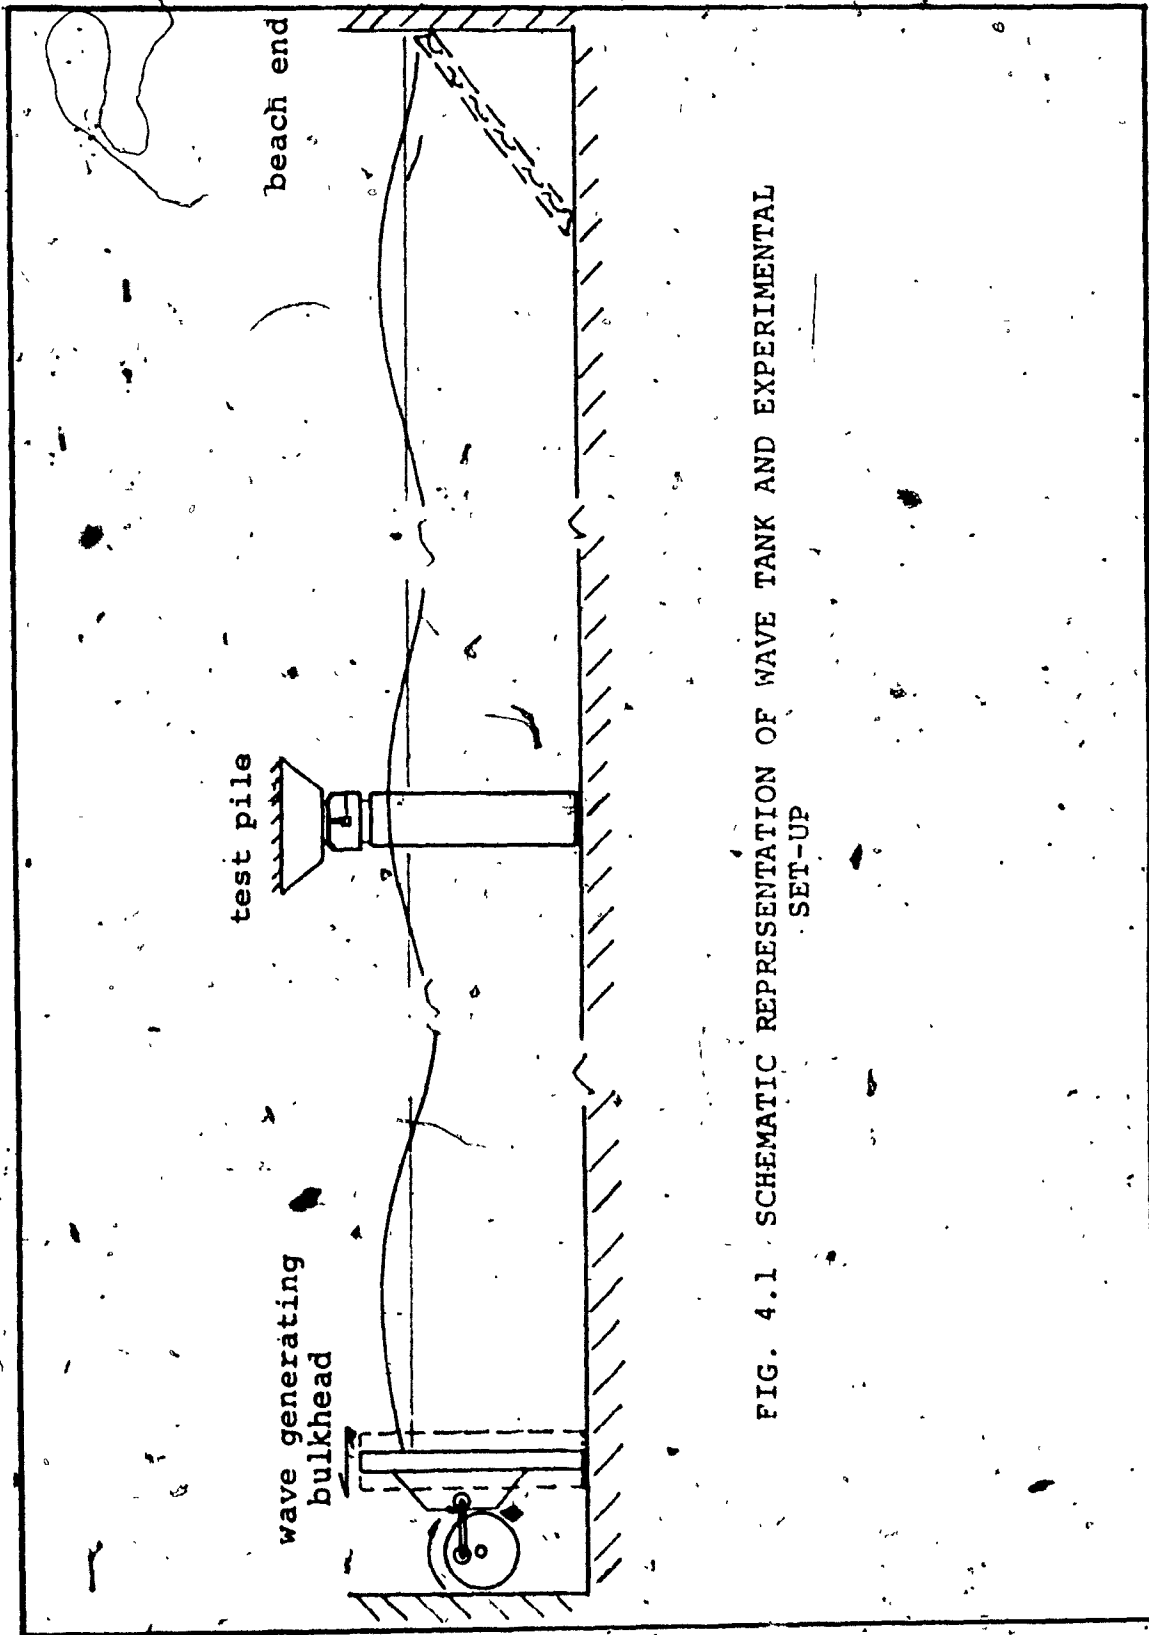 wave generating
bulkhead
test pile
beach end
FIG. 4.1 SCHEMATIC REPRESENTATION OF WAVE TANK AND EXPERIMENTAL
SET-UP